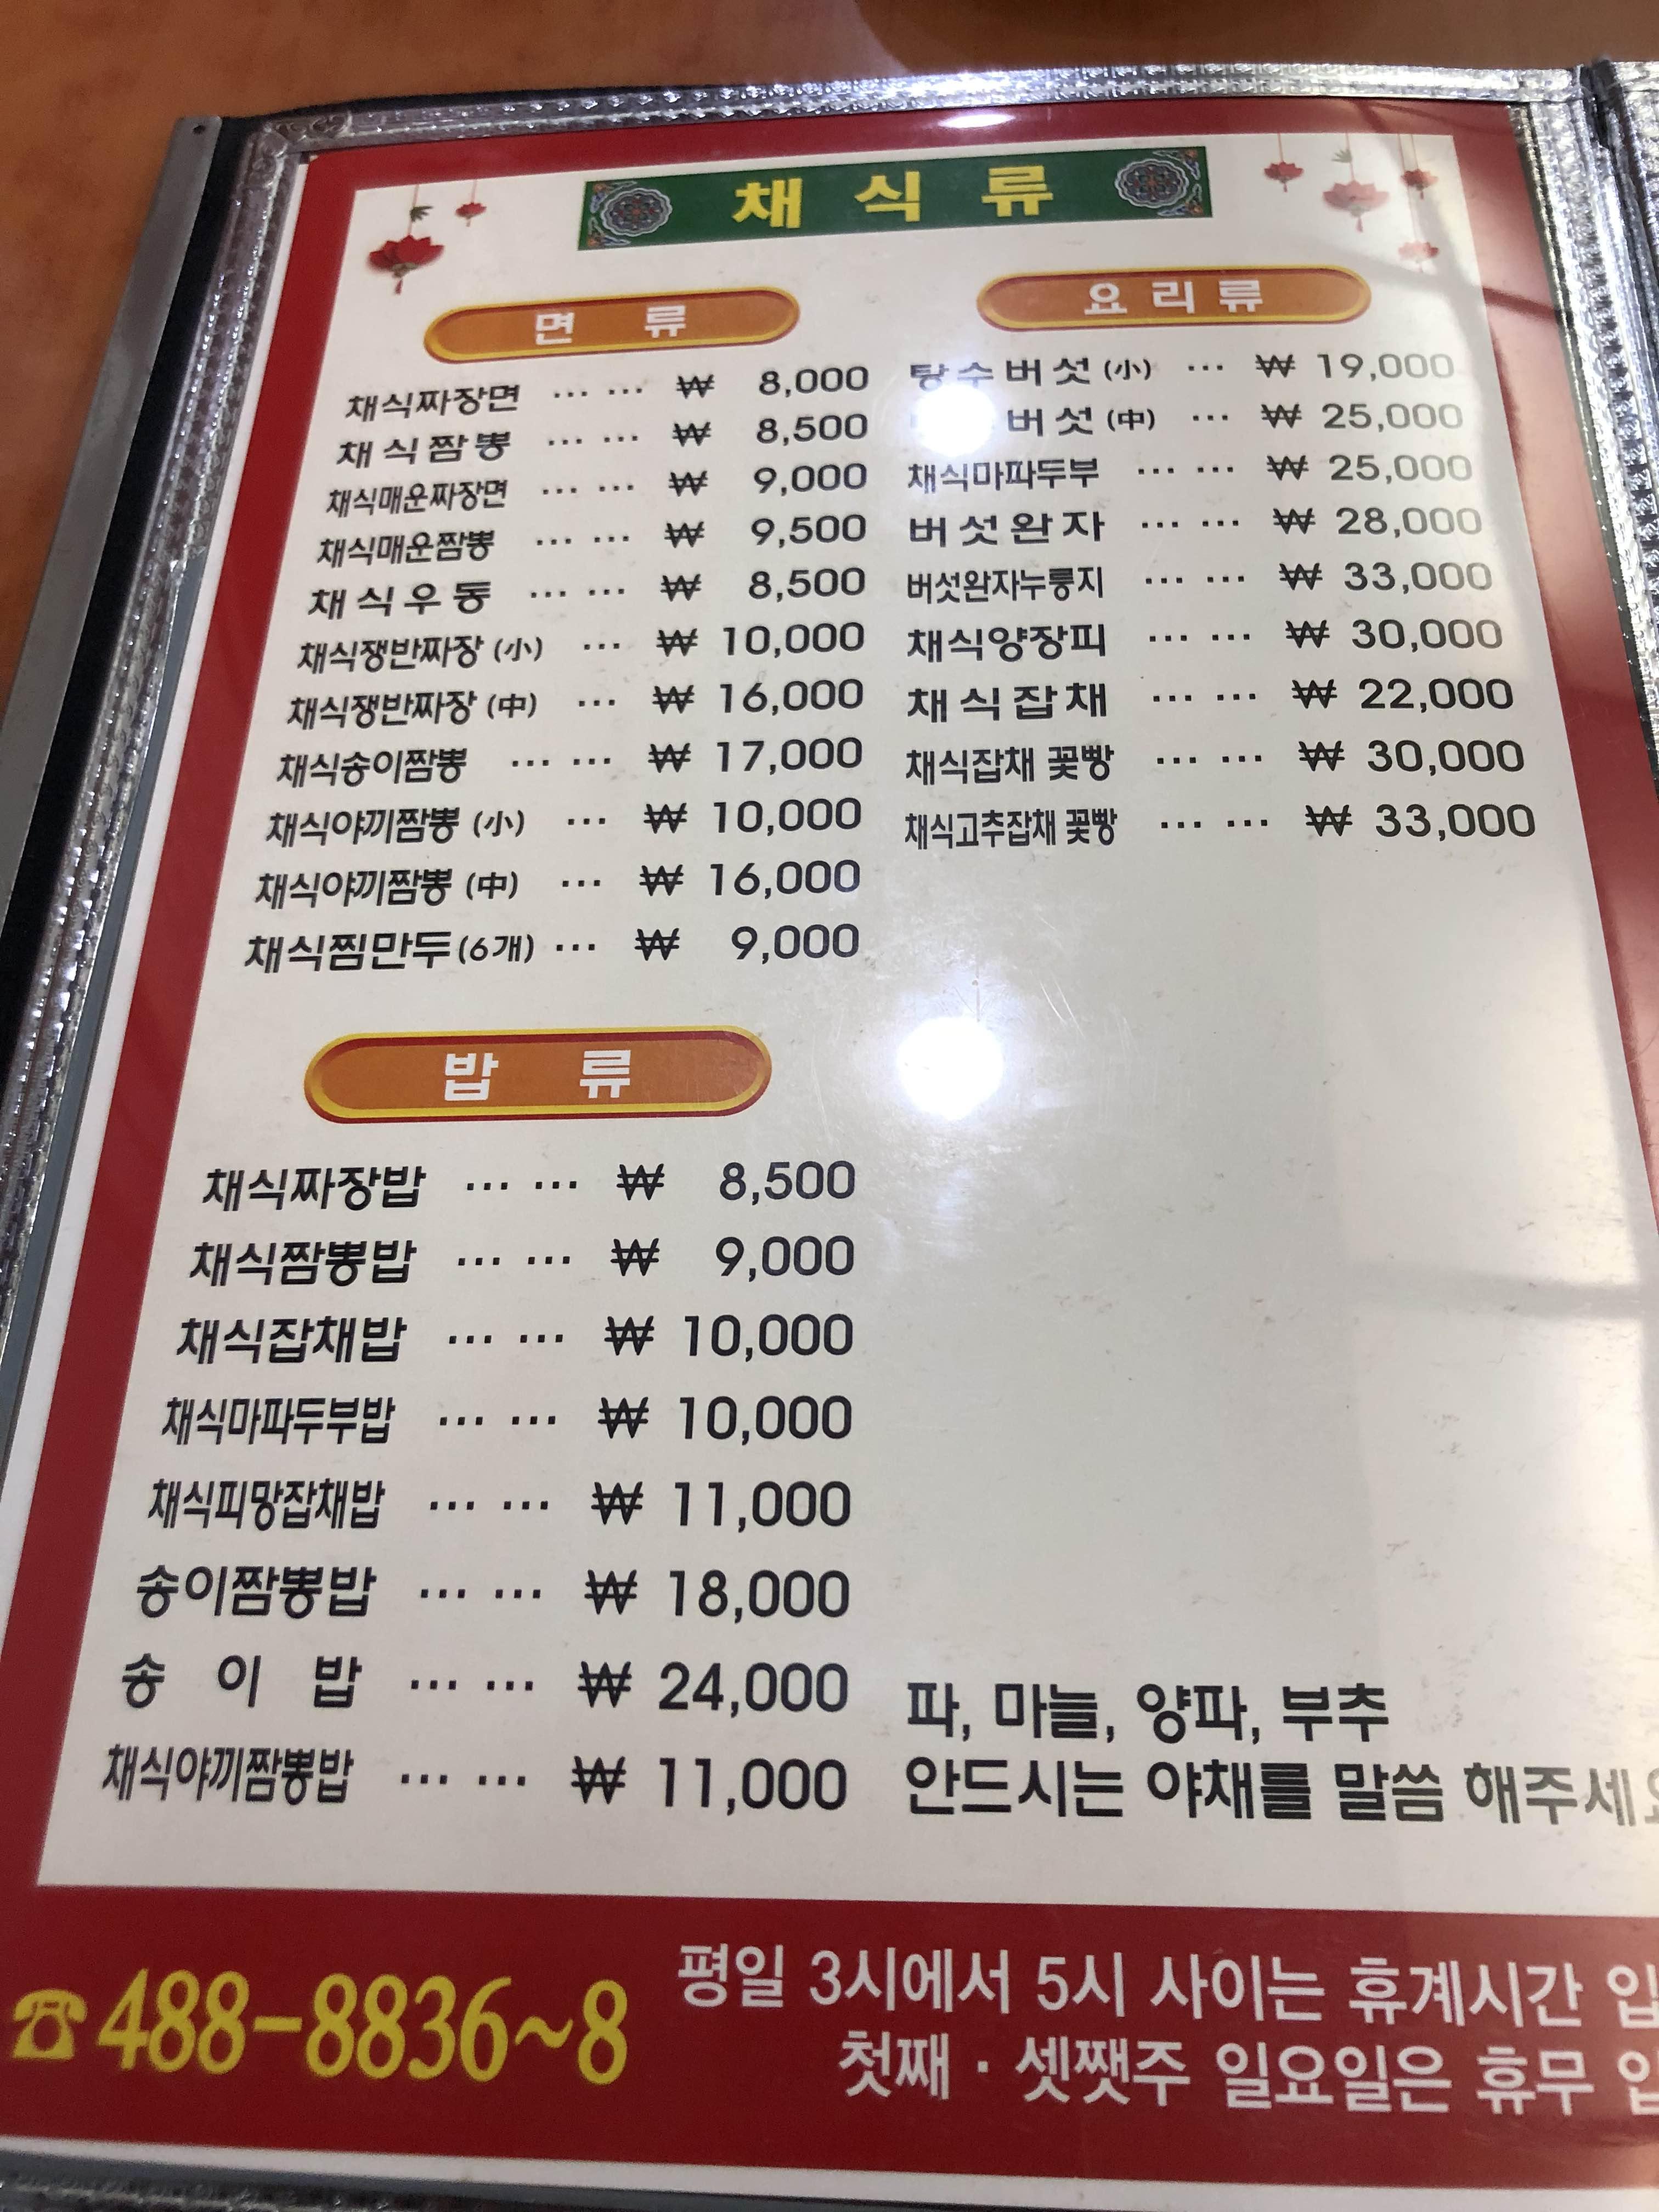 채식류
면 류
채식짜장면 ... ... ₩ 8,000
채식짬뽕 ... ... ₩ 8,500
채식매운짜장면 ... ... ₩ 9,000
채식매운짬뽕 ... ... ₩ 9,500
채식우동 ... ... ₩ 8,500
채식쟁반짜장 (小) ... ₩ 10,000
채식쟁반짜장 (中) ... ₩ 16,000
채식송이짬뽕 ... ... ₩ 17,000
채식야끼짬뽕 (小) ... ₩ 10,000
채식야끼짬뽕 (中) ... ₩ 16,000
채식찜만두(6개) ... ₩ 9,000
요리류
탕수버섯 (小) ... ₩ 19,000
버섯 (中) ... ₩ 25,000
채식마파두부 ... ... ₩ 25,000
버섯완자 ... ... ₩ 28,000
버섯완자누룽지 ... ... ₩ 33,000
채식양장피 ... ... ₩ 30,000
채식잡채 ... ... ₩ 22,000
채식잡채 꽃빵 ... ... ₩ 30,000
채식고추잡채 꽃빵 ... ... ₩ 33,000
밥 류
채식짜장밥 ... ... ₩ 8,500
채식짬뽕밥 ... ... ₩ 9,000
채식잡채밥 ... ... ₩ 10,000
채식마파두부밥 ... ... ₩ 10,000
채식피망잡채밥 ... ... ₩ 11,000
송이짬뽕밥 ... ... ₩ 18,000
송 이 밥 ... ... ₩ 24,000
채식야끼짬뽕밥 ... ... ₩ 11,000
파, 마늘, 양파, 부추
안드시는 야채를 말씀 해주세요
☎488-8836~8
평일 3시에서 5시 사이는 휴계시간 입
첫째 · 셋쨋주 일요일은 휴무 입